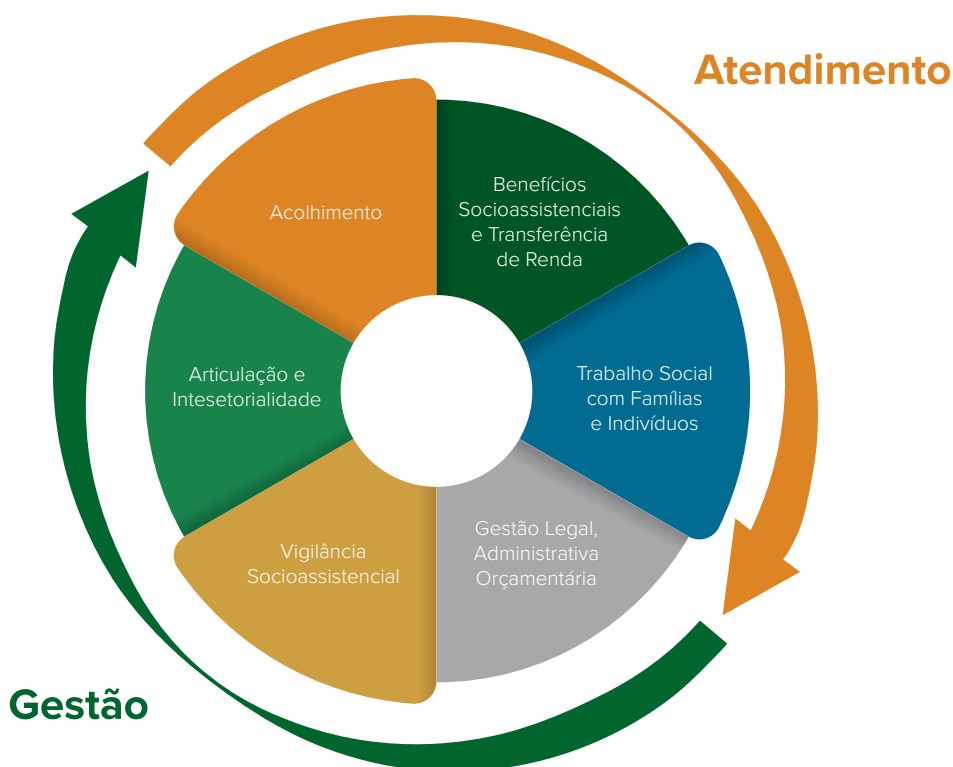 Atendimento
Acolhimento
Benefícios
Socioassistenciais
e Transferência
de Renda
Trabalho Social
com Famílias
e Indivíduos
Gestão Legal,
Administrativa
Orçamentária
Vigilância
Socioassistencial
Articulação e
Intesetorialidade
Gestão